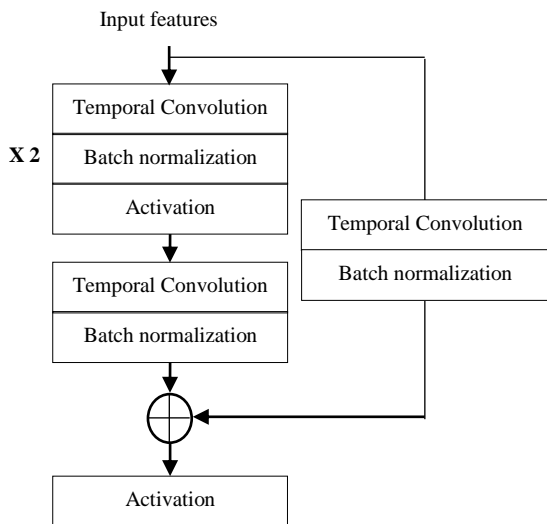 Input features
Temporal Convolution
X 2
Batch normalization
Activation
Temporal Convolution
Batch normalization
Temporal Convolution
Batch normalization
Activation